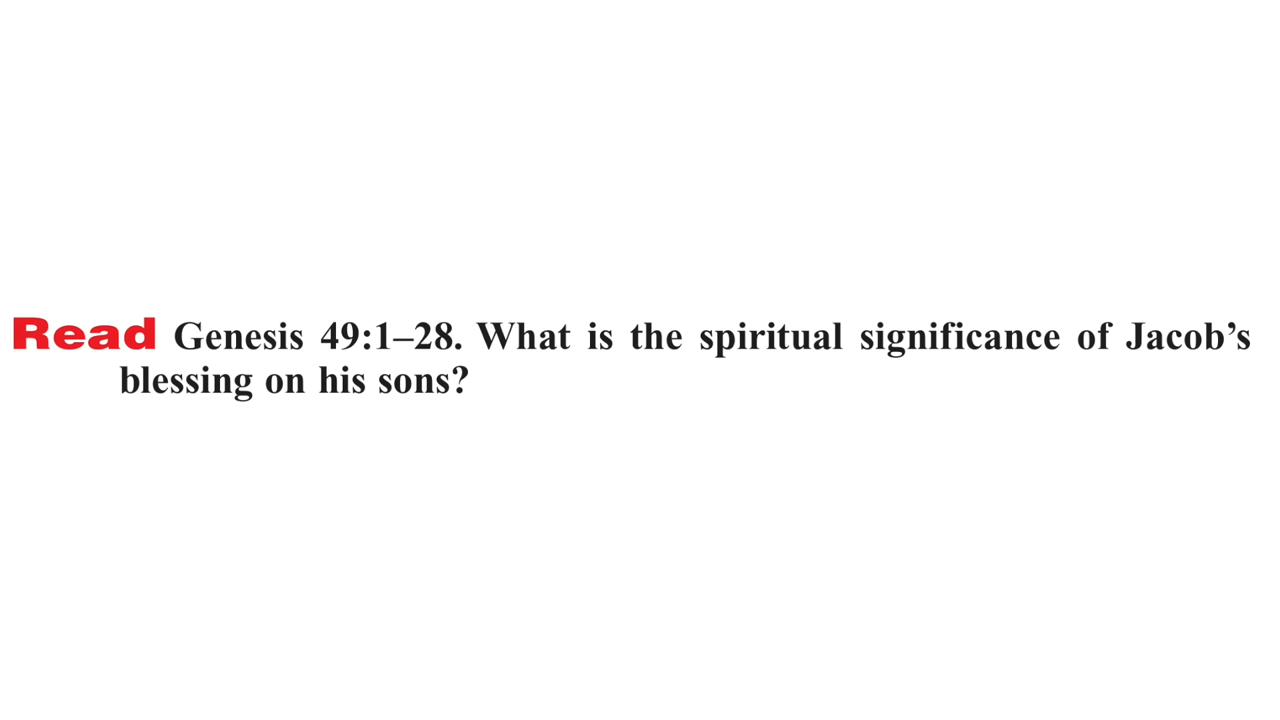 Read Genesis 49:1–28. What is the spiritual significance of Jacob’s
blessing on his sons?